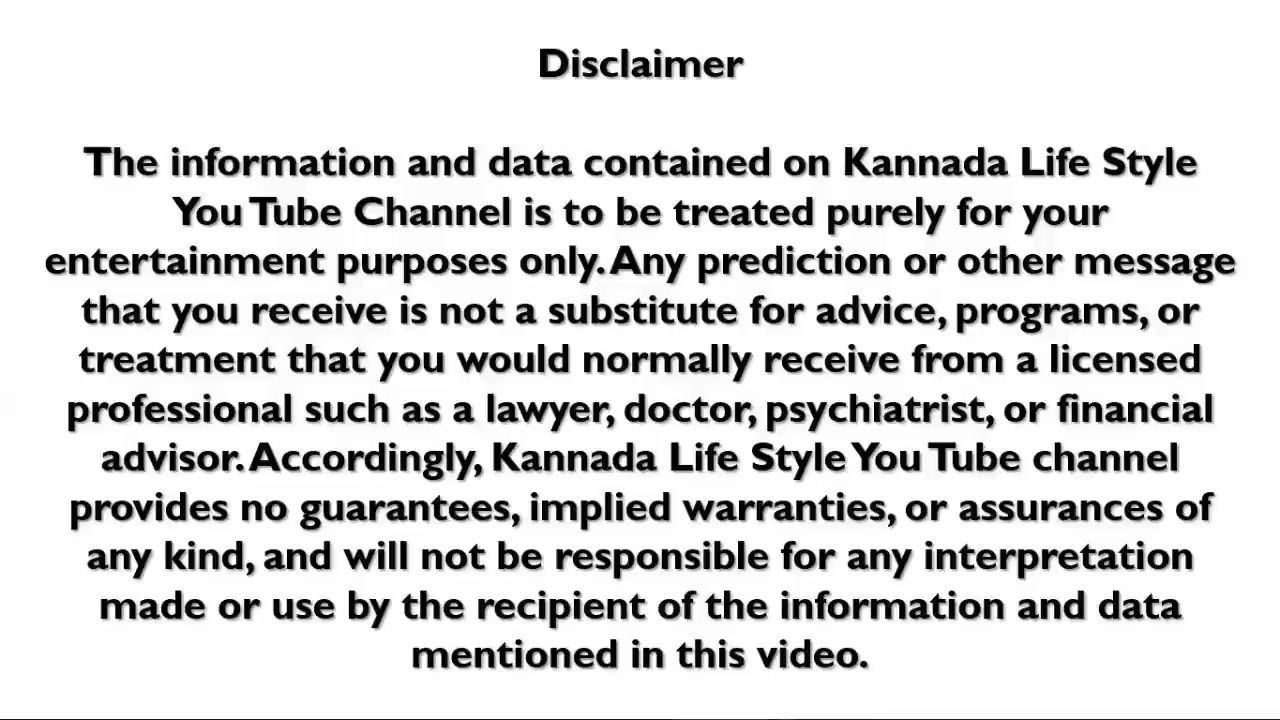 Disclaimer
The information and data contained on Kannada Life Style
You Tube Channel is to be treated purely for your
entertainment purposes only. Any prediction or other message
that you receive is not a substitute for advice, programs, or
treatment that you would normally receive from a licensed
professional such as a lawyer, doctor, psychiatrist, or financial
advisor. Accordingly, Kannada Life Style You Tube channel
provides no guarantees, implied warranties, or assurances of
any kind, and will not be responsible for any interpretation
made or use by the recipient of the information and data
mentioned in this video.